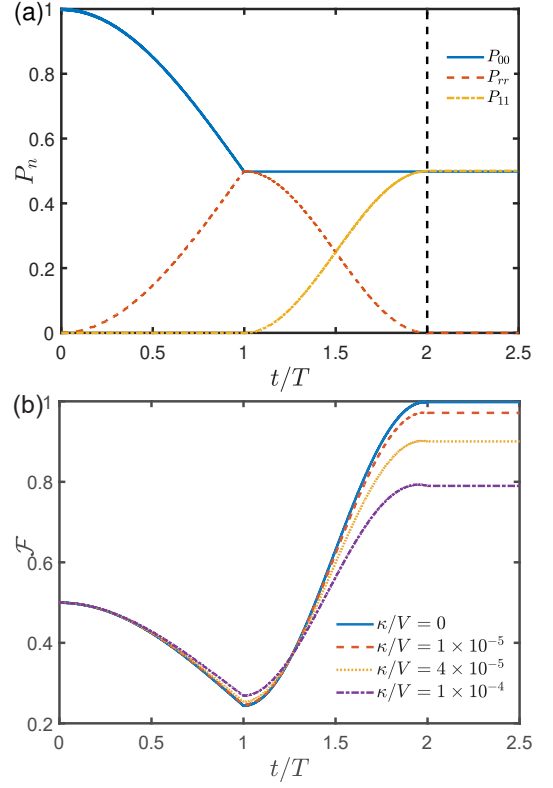 (a)
1
0.8
0.6
0.4
0.2
0
P_n
P_00
P_rr
P_11
0 0.5 1 1.5 2 2.5
t/T
(b)
1
0.8
0.6
0.4
0.2
F
κ/V = 0
κ/V = 1 × 10^-5
κ/V = 4 × 10^-5
κ/V = 1 × 10^-4
0 0.5 1 1.5 2 2.5
t/T